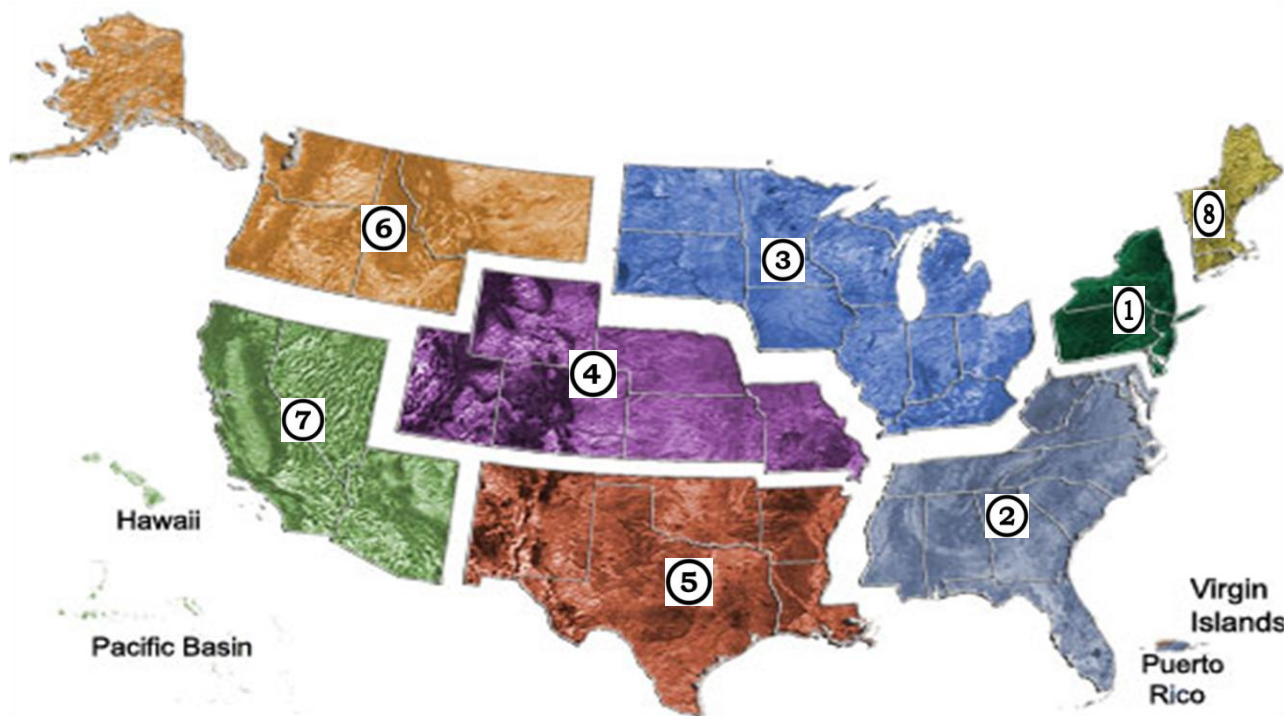 8
6
3
1
4
7
2
Hawaii
5
Virgin
Islands
Pacific Basin
Puerto
Rico